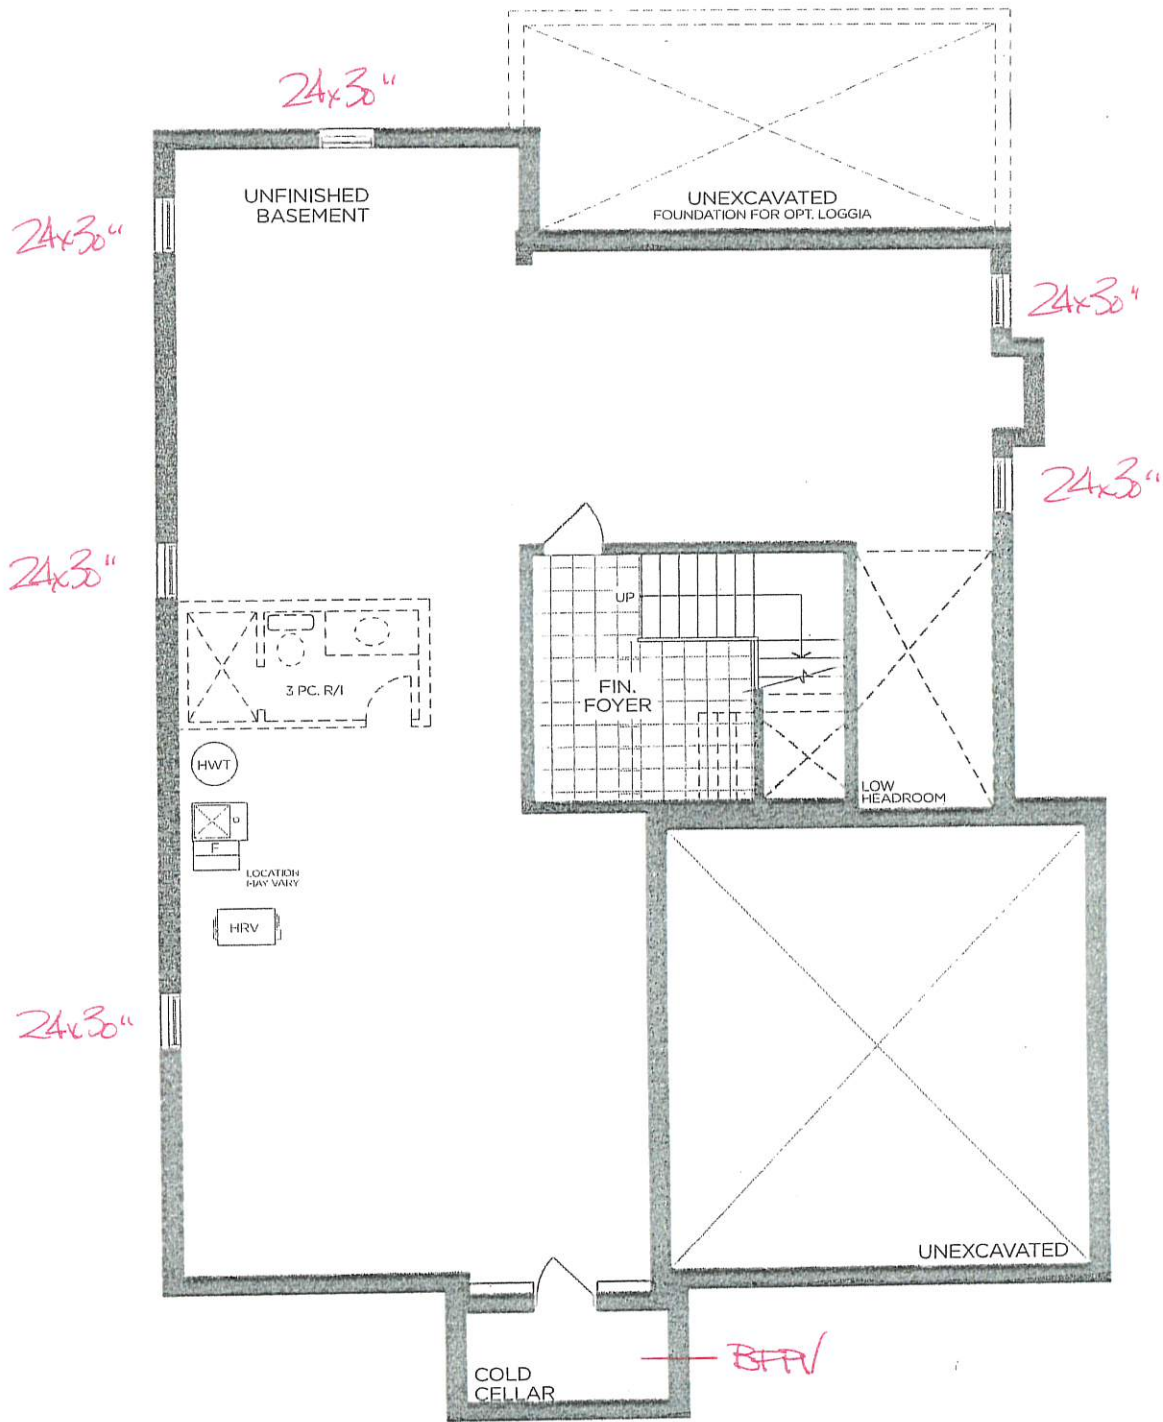 24x30"
UNFINISHED
BASEMENT
UNEXCAVATED
FOUNDATION FOR OPT. LOGGIA
24x30"
24x30"
24x30"
24x30"
UP
3 PC. R/I
FIN.
FOYER
HWT
LOW
HEADROOM
F
LOCATION
MAY VARY
HRV
24x30"
UNEXCAVATED
COLD
CELLAR